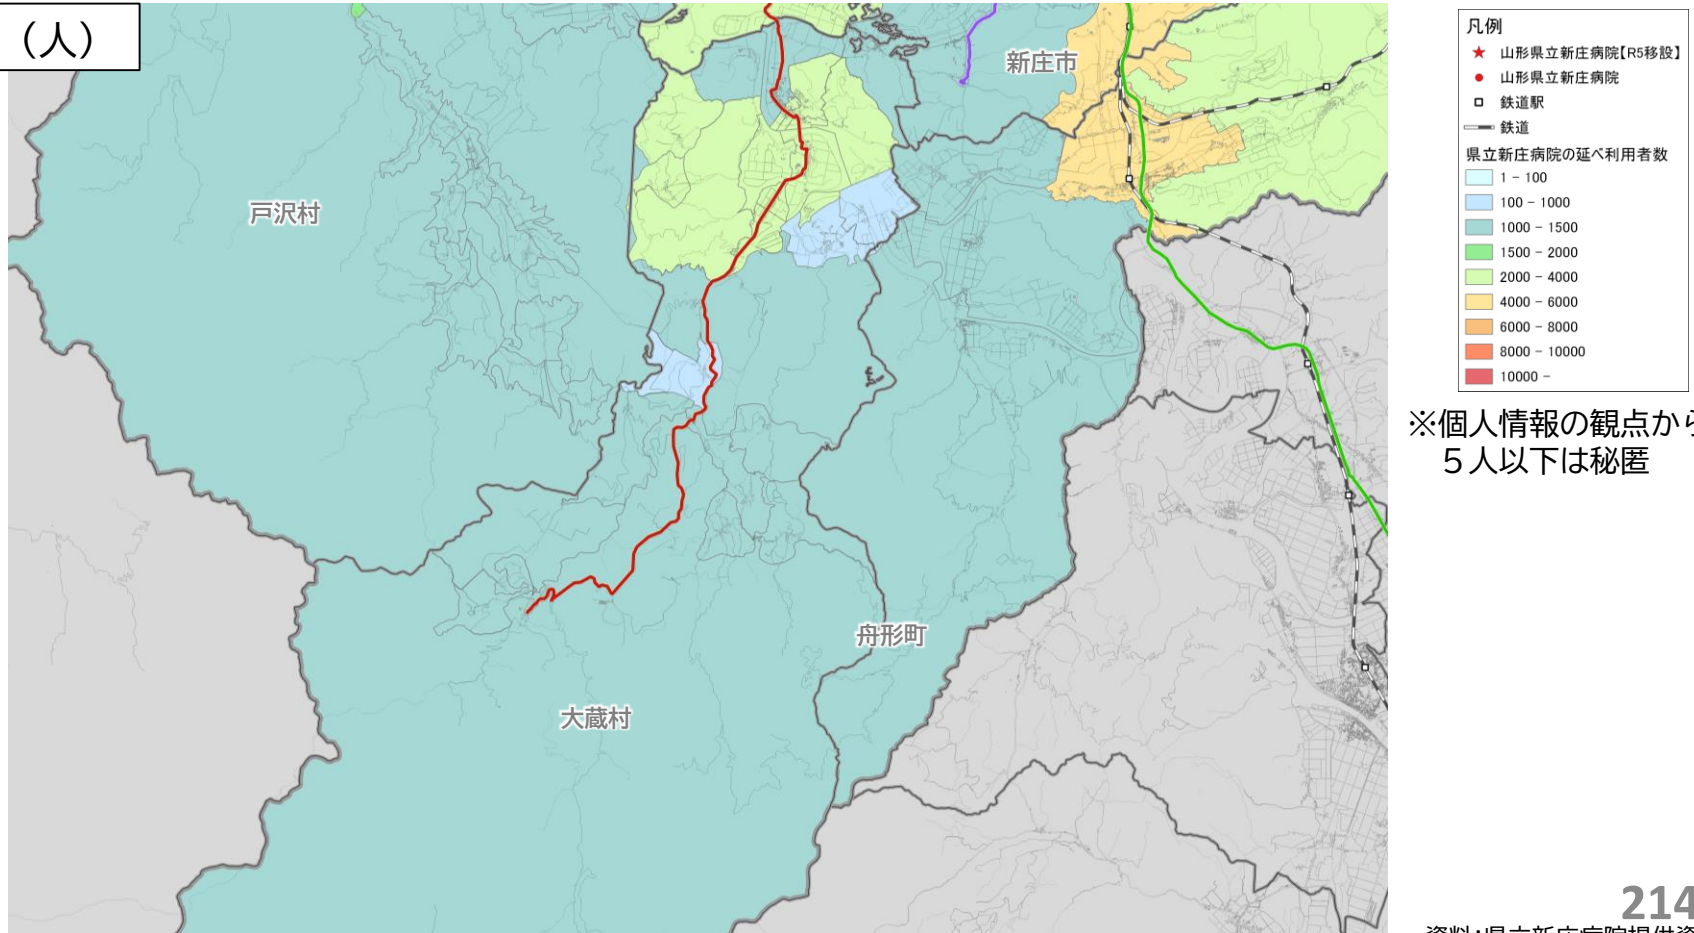 （人）
新庄市
戸沢村
舟形町
大蔵村
凡例
山形県立新庄病院【R5移設】
山形県立新庄病院
鉄道駅
鉄道
県立新庄病院の延べ利用者数
1 - 100
100 - 1000
1000 - 1500
1500 - 2000
2000 - 4000
4000 - 6000
6000 - 8000
8000 - 10000
10000 -
※個人情報の観点から
５人以下は秘匿
214